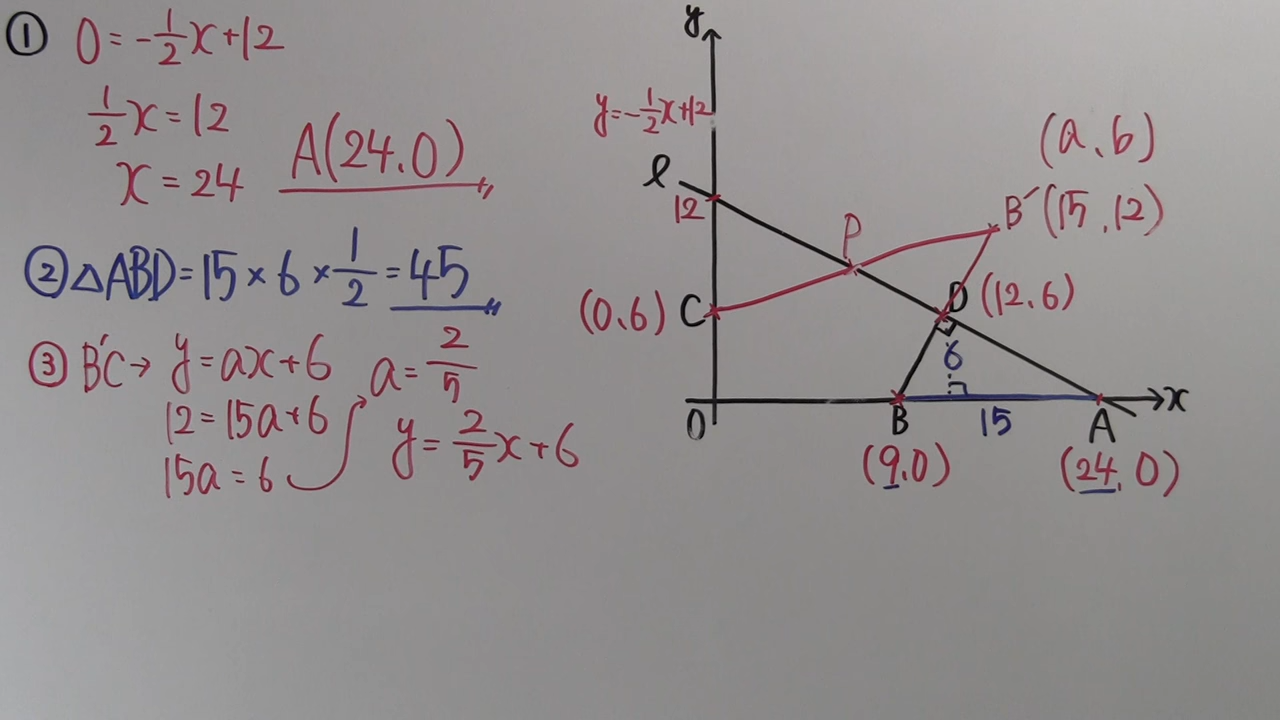 ① 0=-1/2x+12
1/2x=12
x=24 A(24.0)
② △ABD=15×6×1/2=45
③ B'C→ y=ax+6 a=2/5
12=15a+6
15a=6 y=2/5x+6
y
y=-1/2x+12
(a.b)
ℓ
12
P
B'(15.12)
(0.6) C
D (12.6)
6
O
B
15
A
x
(9.0)
(24.0)